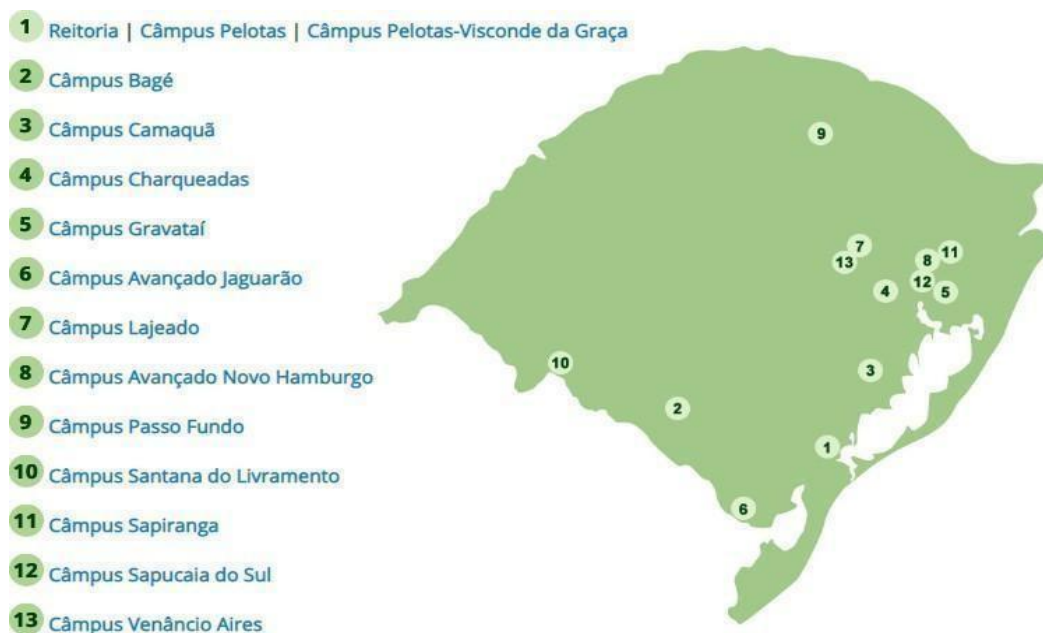 1 Reitoria | Câmpus Pelotas | Câmpus Pelotas-Visconde da Graça
2 Câmpus Bagé
3 Câmpus Camaquã
4 Câmpus Charqueadas
5 Câmpus Gravataí
6 Câmpus Avançado Jaguarão
7 Câmpus Lajeado
8 Câmpus Avançado Novo Hamburgo
9 Câmpus Passo Fundo
10 Câmpus Santana do Livramento
11 Câmpus Sapiranga
12 Câmpus Sapucaia do Sul
13 Câmpus Venâncio Aires
9
7
11
8
13
12
4
5
10
3
2
1
6